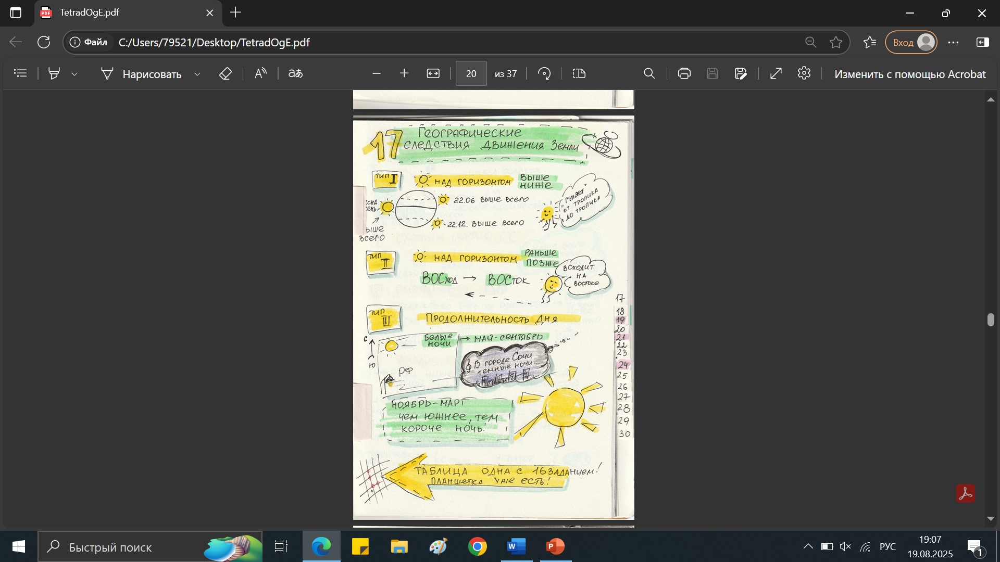 TetradOgE.pdf
Файл
C:/Users/79521/Desktop/TetradOgE.pdf
Вход
Нарисовать
20
из 37
Изменить с помощью Acrobat
17
Географические
следствия движения Земли
тип I
над горизонтом
выше
ниже
22.06 выше всего
22.12. выше всего
"гуляет"
от тропика
до тропика
ыше
всего
тип II
над горизонтом
раньше
позже
ВОСход → ВОСток
всходит
на
востоке
тип III
Продолжительность дня
белые
ночи
→ май-сентябрь
С
Ю
РФ
В городе Сочи
темные ночи...
Ноябрь-март
чем южнее, тем
короче ночь!
Таблица одна с 16 заданием!
Планшетка уже есть!
17
18
19
20
21
22
23
24
25
26
27
28
29
30
Быстрый поиск
РУС
19:07
19.08.2025
1